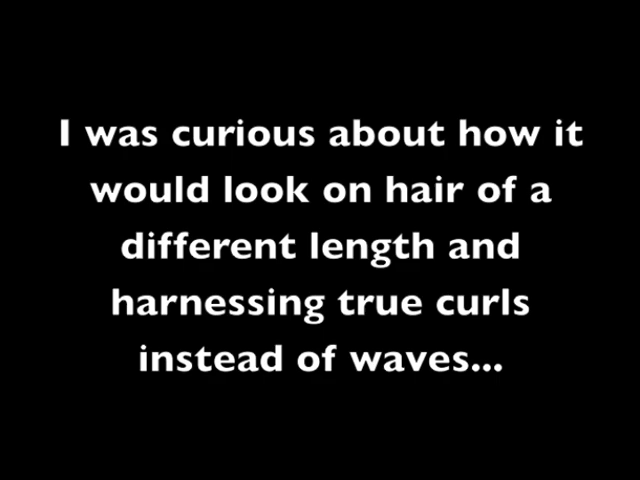 I was curious about how it
would look on hair of a
different length and
harnessing true curls
instead of waves...